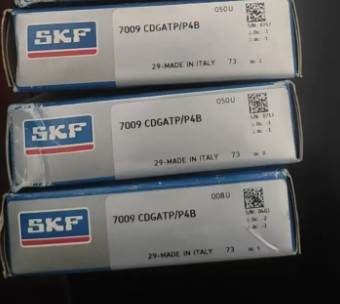 050U
SKF
7009 CDGATP/P4B
29-MADE IN ITALY 73
050U
SKF
7009 CDGATP/P4B
29-MADE IN ITALY 73
008U
SKF
7009 CDGATP/P4B
29-MADE IN ITALY 73